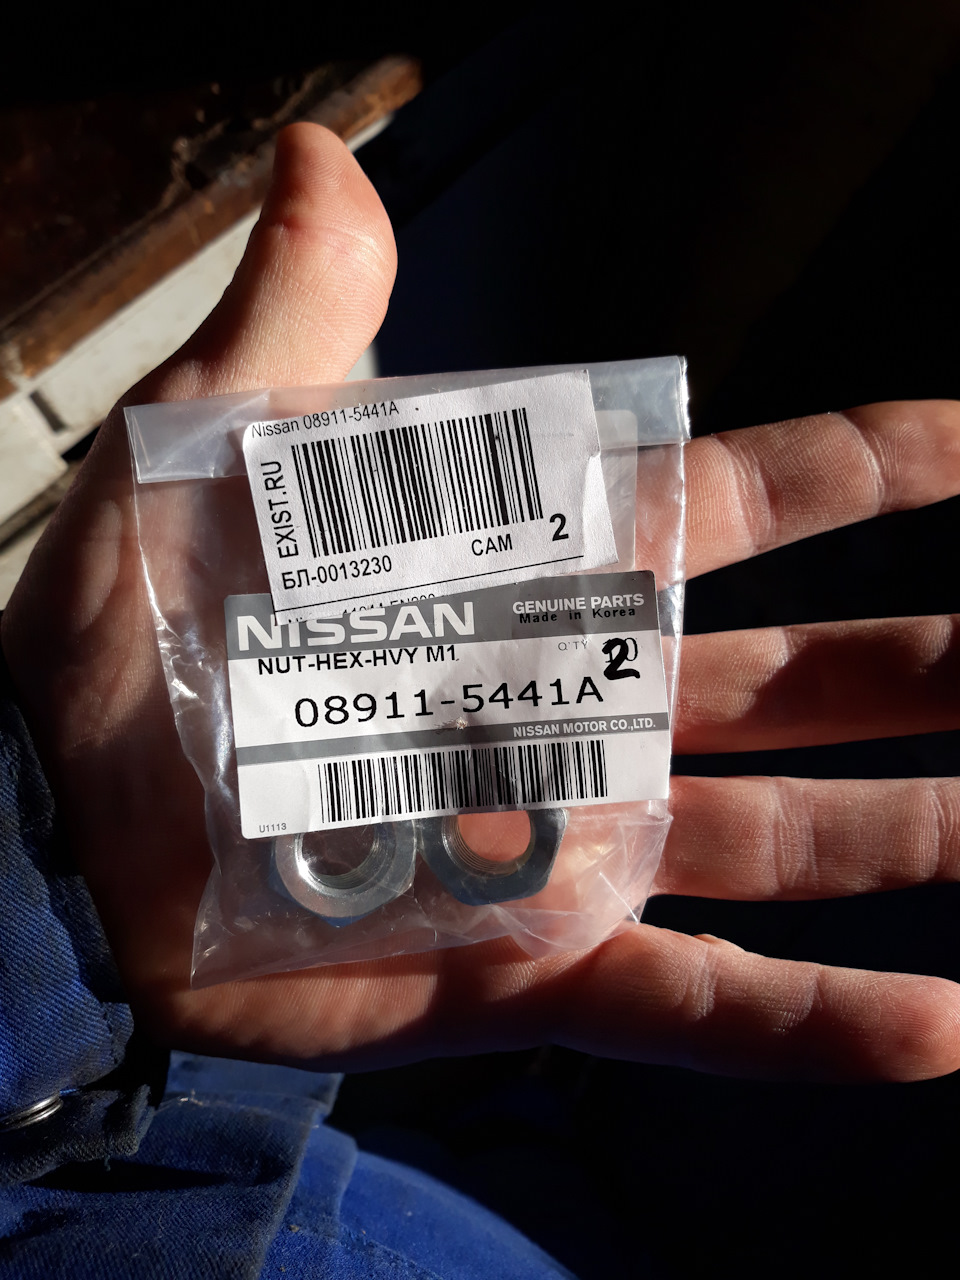 Nissan 08911-5441A
EXIST.RU
БЛ-0013230
CAM
2
NISSAN
GENUINE PARTS
Made in Korea
NUT-HEX-HVY M1
Q'TY
2
08911-5441A
NISSAN MOTOR CO.,LTD.
U1113